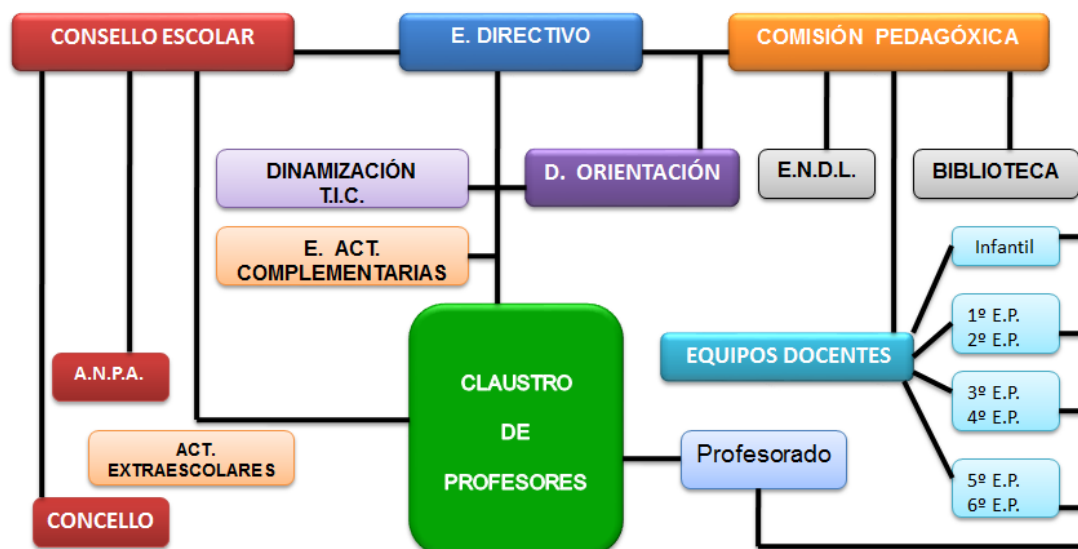 CONSELLO ESCOLAR
E. DIRECTIVO
COMISIÓN PEDAGÓXICA
DINAMIZACIÓN
T.I.C.
D. ORIENTACIÓN
E.N.D.L.
BIBLIOTECA
E. ACT.
COMPLEMENTARIAS
Infantil
1º E.P.
2º E.P.
EQUIPOS DOCENTES
A.N.P.A.
3º E.P.
4º E.P.
CLAUSTRO
DE
PROFESORES
ACT.
EXTRAESCOLARES
Profesorado
5º E.P.
6º E.P.
CONCELLO